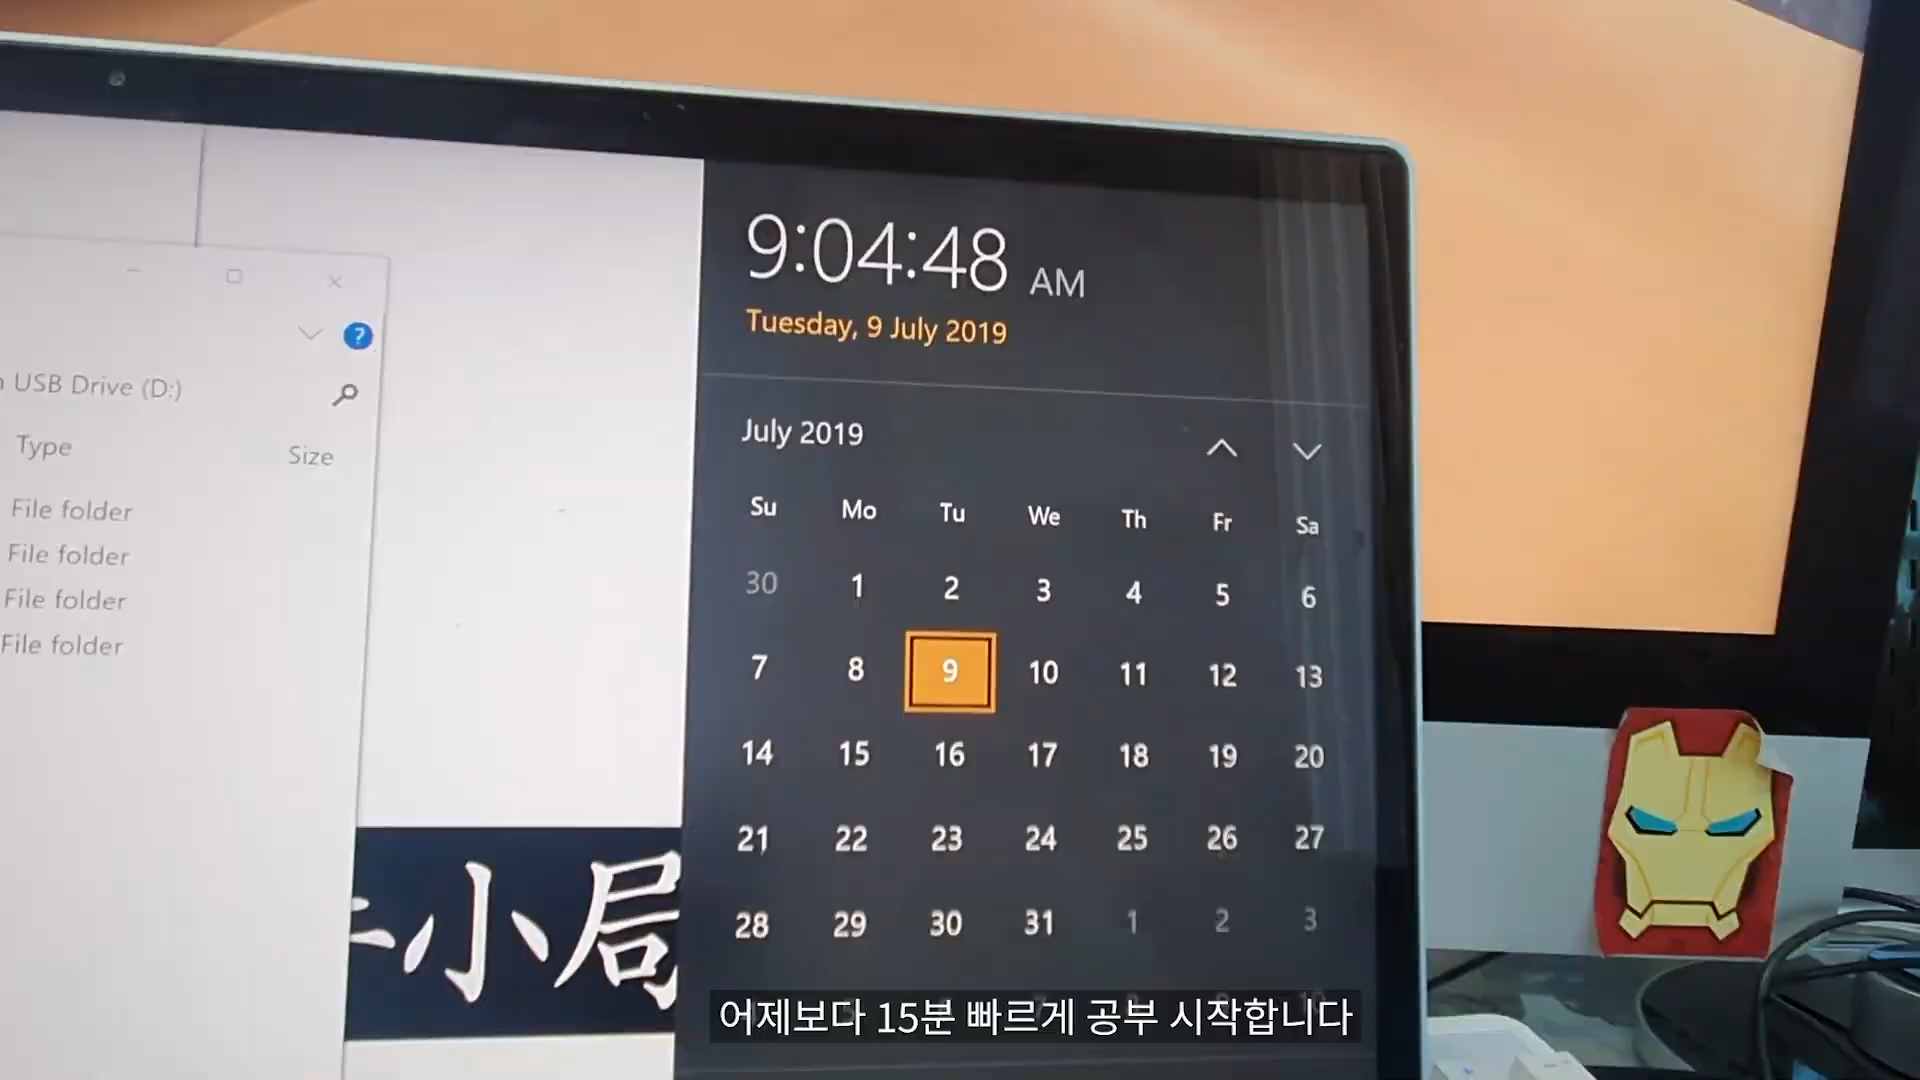 9:04:48 AM
Tuesday, 9 July 2019
USB Drive (D:)
Type Size
File folder
File folder
File folder
File folder
July 2019
Su Mo Tu We Th Fr Sa
30 1 2 3 4 5 6
7 8 9 10 11 12 13
14 15 16 17 18 19 20
21 22 23 24 25 26 27
28 29 30 31 1 2 3
小局
어제보다 15분 빠르게 공부 시작합니다